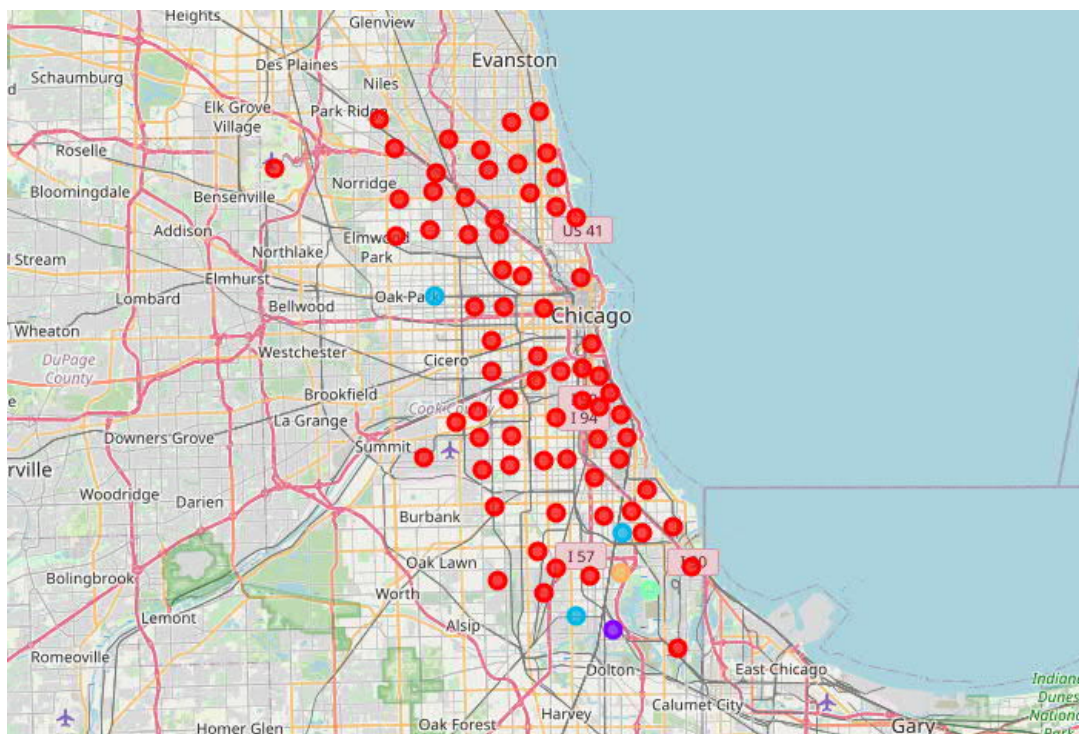 Heights
Glenview
Evanston
Des Plaines
Schaumburg
Niles
d
Elk Grove
Village
Park Ridge
Roselle
Norridge
Bloomingdale
Bensenville
Addison
US 41
Elmwood
Park
Northlake
l Stream
Elmhurst
Lombard
Bellwood
Oak Park
Chicago
Wheaton
Westchester
DuPage
County
Cicero
Brookfield
e
Cook County
La Grange
I 94
Downers Grove
Summit
rville
Woodridge
Darien
Burbank
I 57
Oak Lawn
Bolingbrook
Worth
Lemont
Alsip
Romeoville
Dolton
East Chicago
Indiana
Dunes
National
Park
Calumet City
Harvey
Homer Glen
Oak Forest
Gary